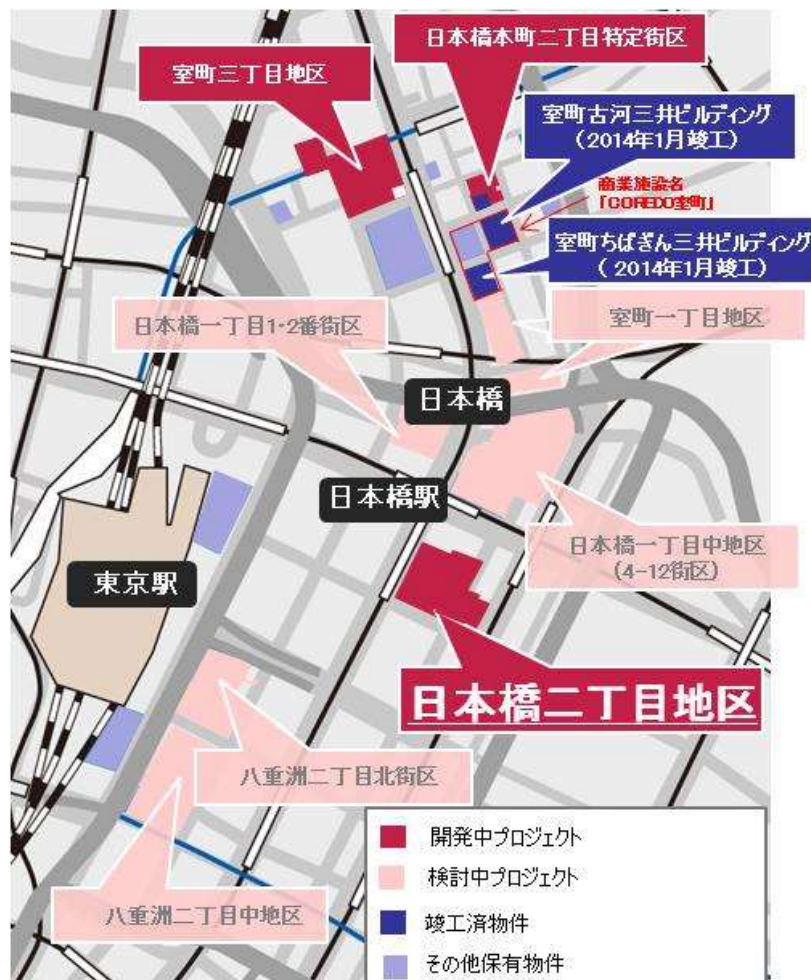 日本橋本町二丁目特定街区
室町三丁目地区
室町古河三井ビルディング
(2014年1月竣工)
商業施設名
「COREDO室町」
室町ちばぎん三井ビルディング
( 2014年1月竣工)
日本橋一丁目1・2番街区
室町一丁目地区
日本橋
日本橋駅
日本橋一丁目中地区
(4-12街区)
東京駅
日本橋二丁目地区
八重洲二丁目北街区
八重洲二丁目中地区
開発中プロジェクト
検討中プロジェクト
竣工済物件
その他保有物件